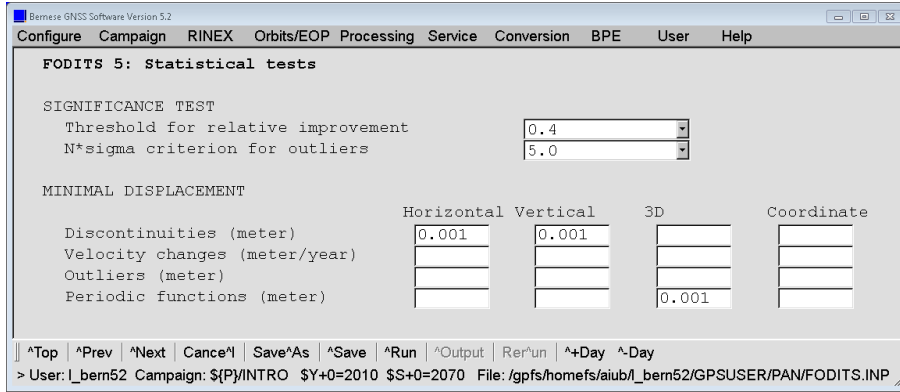 Bernese GNSS Software Version 5.2
Configure Campaign RINEX Orbits/EOP Processing Service Conversion BPE User Help
FODITS 5: Statistical tests
SIGNIFICANCE TEST
Threshold for relative improvement 0.4
N*sigma criterion for outliers 5.0
MINIMAL DISPLACEMENT
Horizontal Vertical 3D Coordinate
Discontinuities (meter) 0.001 0.001
Velocity changes (meter/year)
Outliers (meter)
Periodic functions (meter) 0.001
^Top | ^Prev | ^Next | Cance^l | Save^As | ^Save | ^Run | ^Output | Rer^un | ^+Day ^-Day
> User: l_bern52 Campaign: ${P}/INTRO $Y+0=2010 $S+0=2070 File: /gpfs/homefs/aiub/l_bern52/GPSUSER/PAN/FODITS.INP